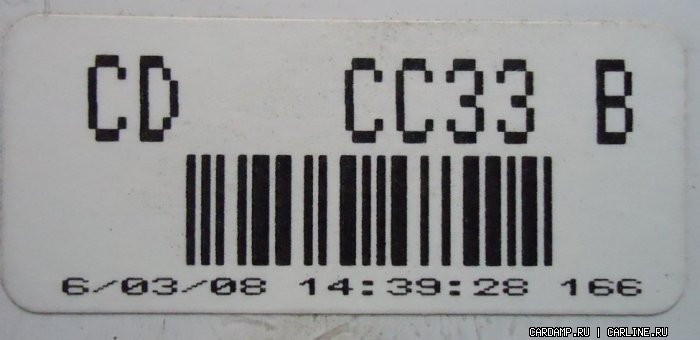 CD CC33 B
6/03/08 14:39:28 166
CARDAMP.RU | CARLINE.RU